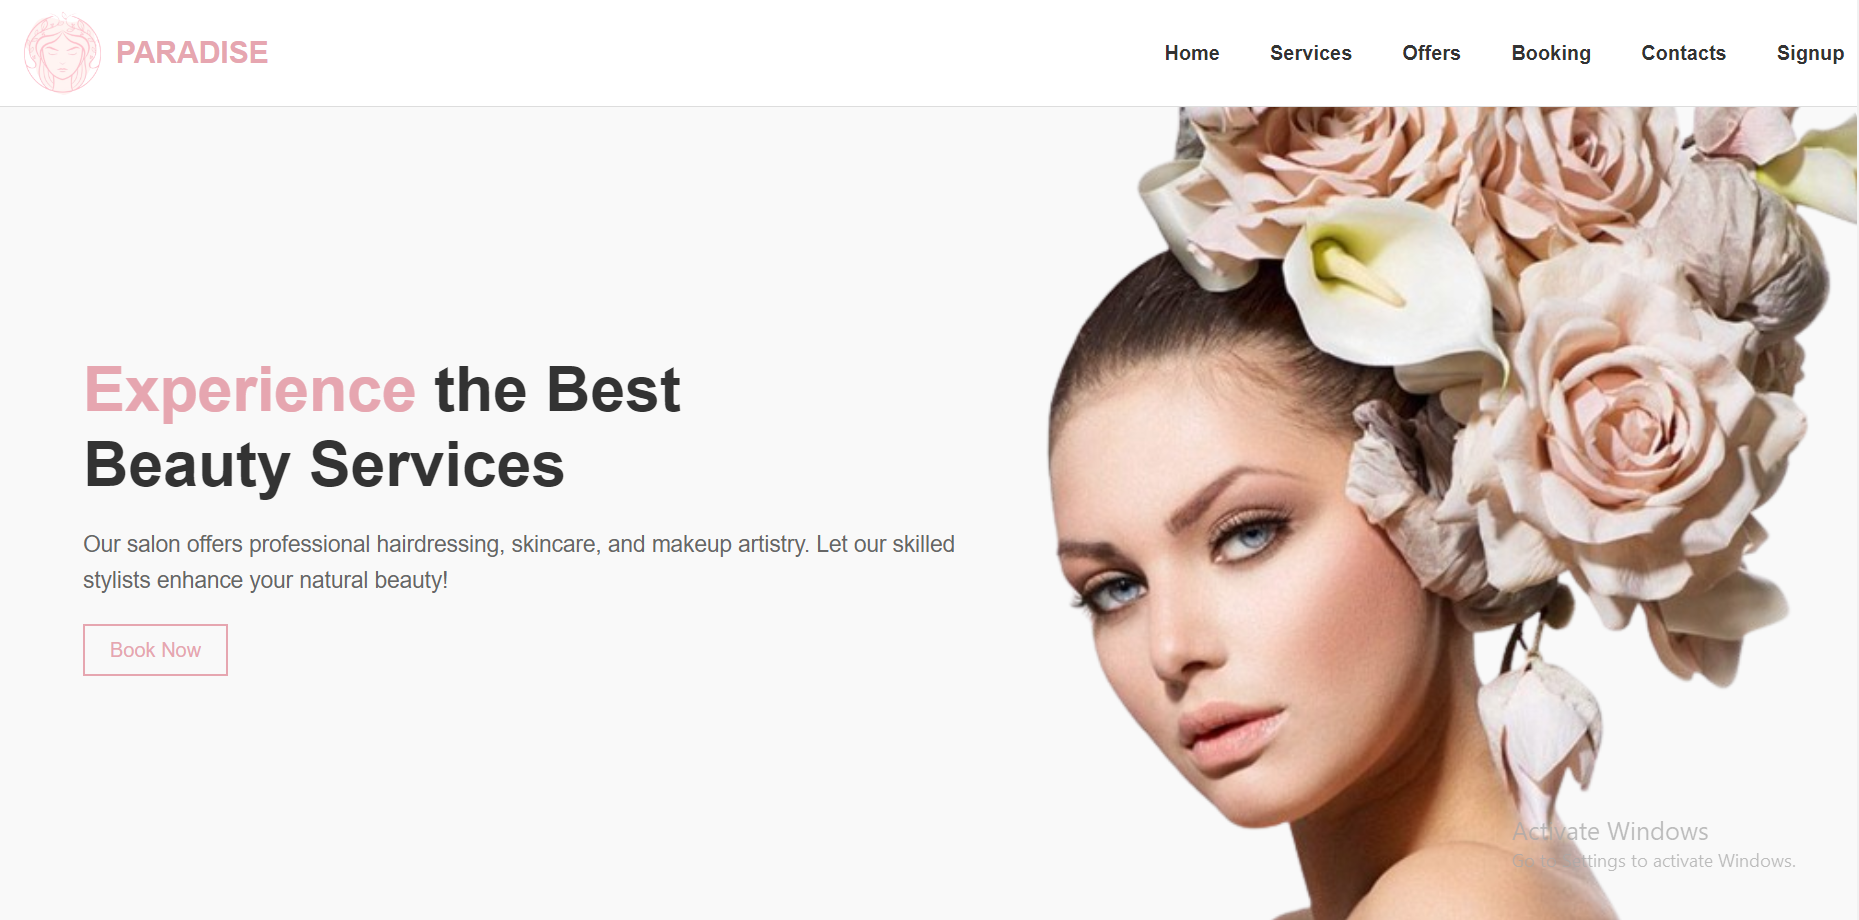 PARADISE
Home Services Offers Booking Contacts Signup
Experience the Best
Beauty Services
Our salon offers professional hairdressing, skincare, and makeup artistry. Let our skilled
stylists enhance your natural beauty!
Book Now
Activate Windows
Go to Settings to activate Windows.